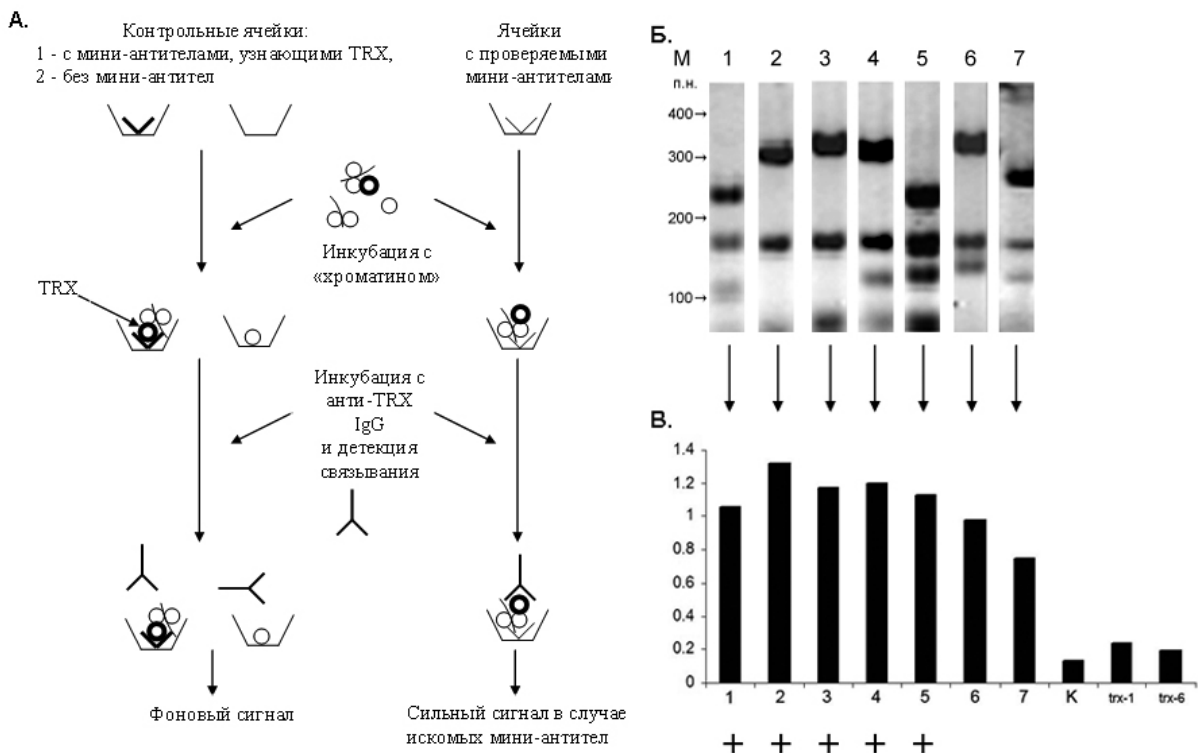 А.
Контрольные ячейки:
1 - с мини-антителами, узнающими TRX,
2 - без мини-антител
Ячейки
с проверяемыми
мини-антителами
Инкубация с
«хроматином»
TRX
Инкубация с
анти-TRX
IgG
и детекция
связывания
Фоновый сигнал
Сильный сигнал в случае
искомых мини-антител
Б.
М 1 2 3 4 5 6 7
п.н.
400
300
200
100
В.
1.4
1.2
1
0.8
0.6
0.4
0.2
0
1 2 3 4 5 6 7 К trx-1 trx-6
+ + + + +